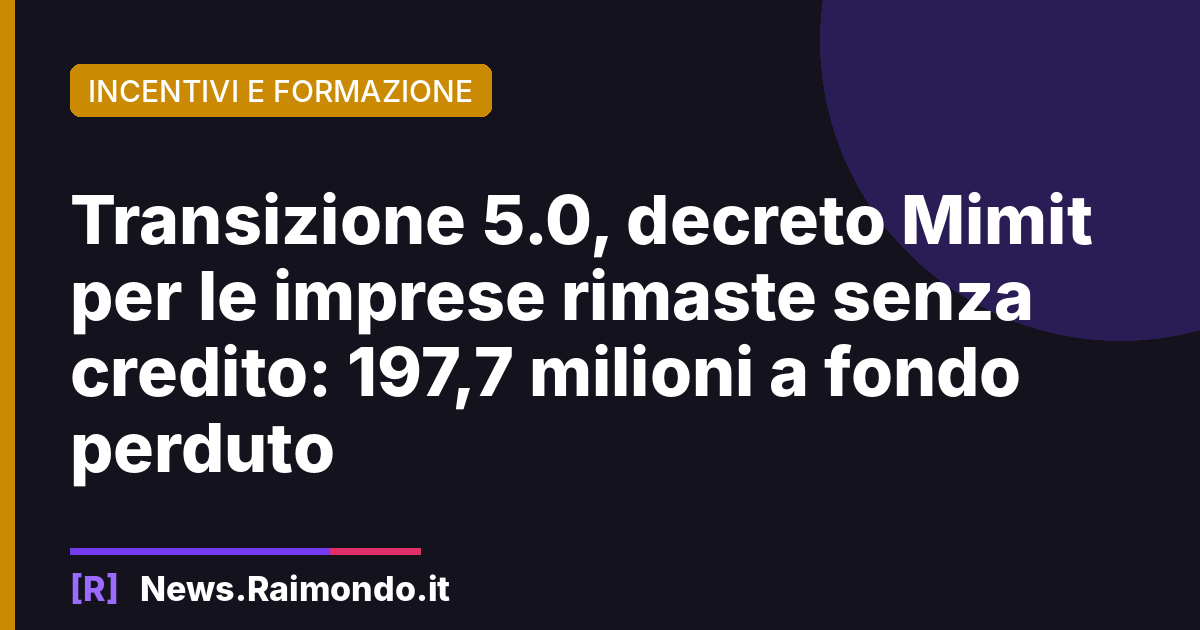 INCENTIVI E FORMAZIONE
Transizione 5.0, decreto Mimit
per le imprese rimaste senza
credito: 197,7 milioni a fondo
perduto
[R] News.Raimondo.it